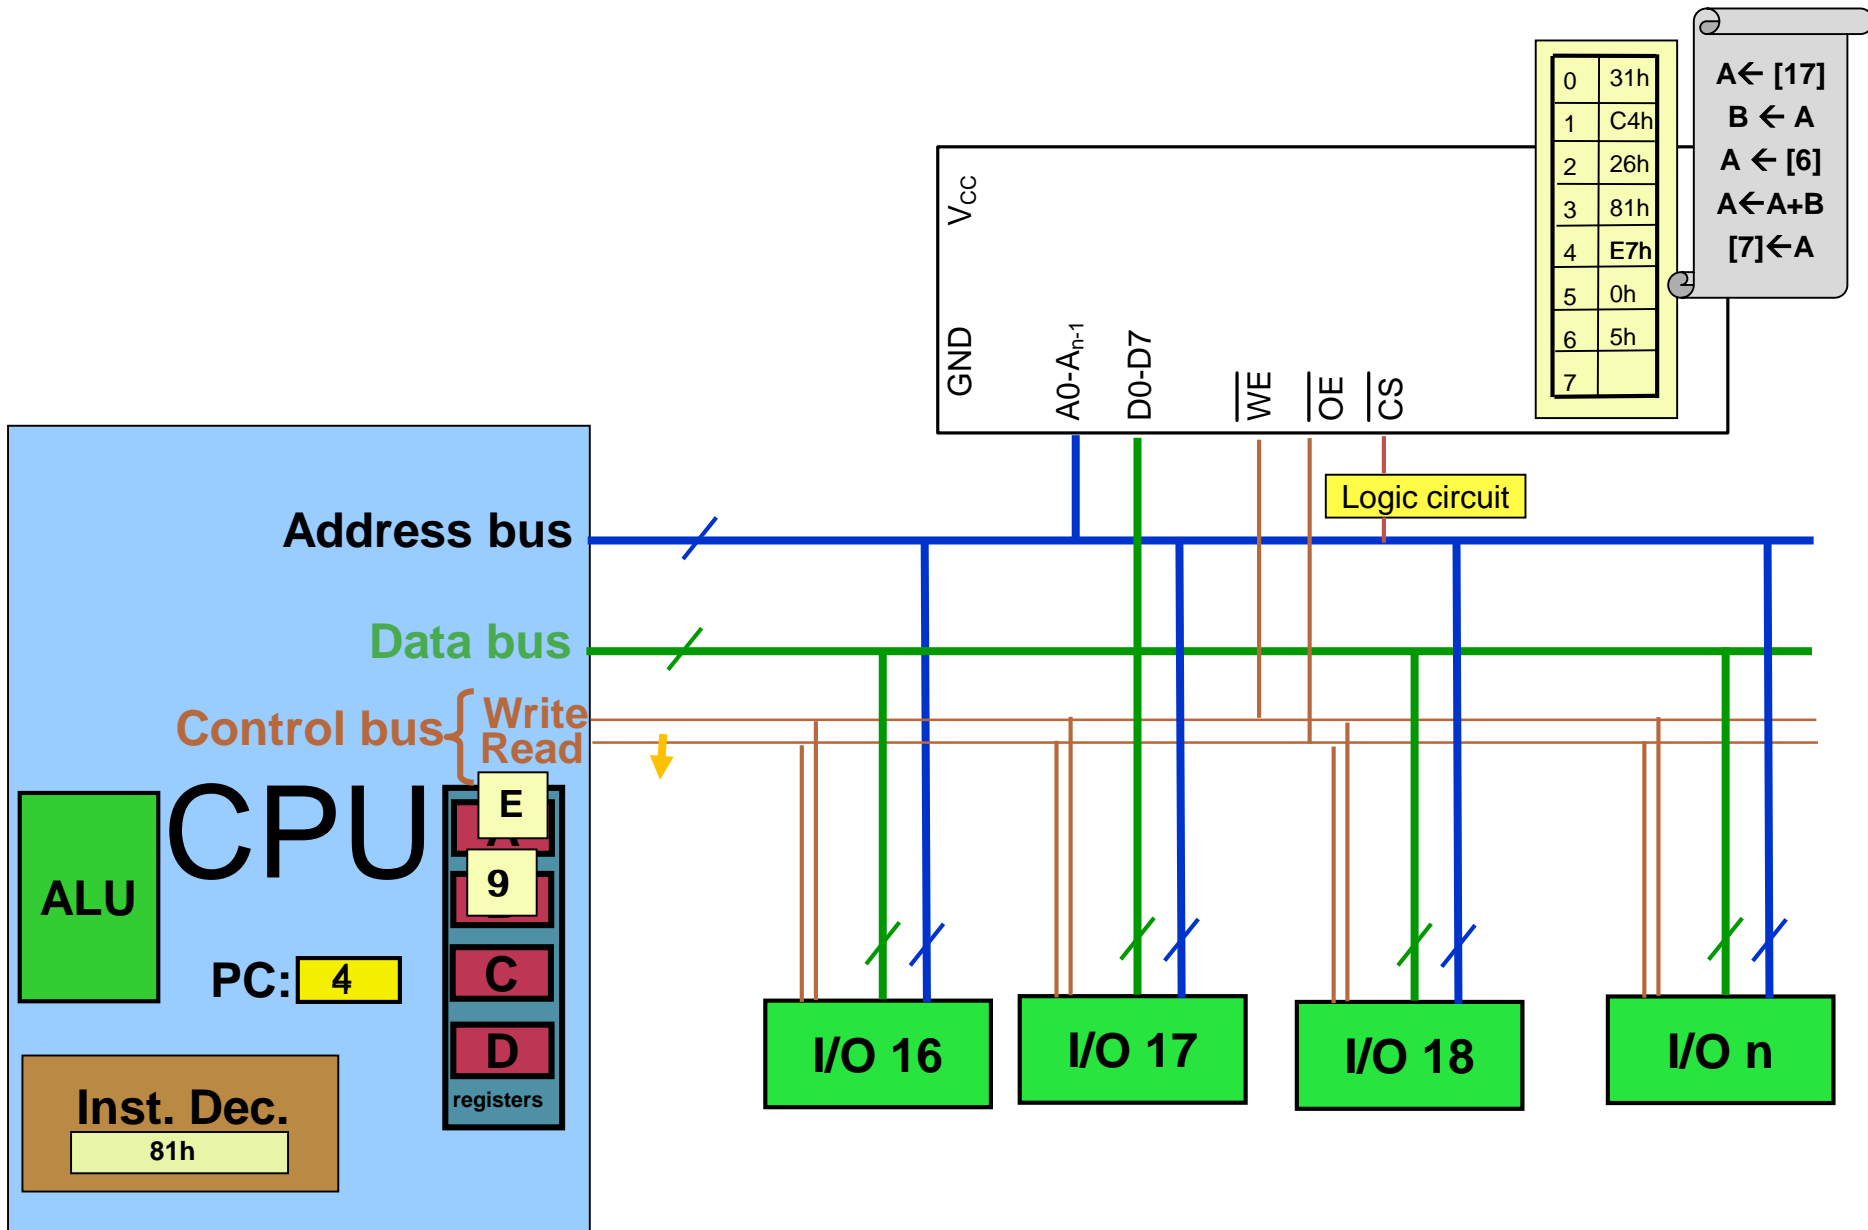 0 31h
1 C4h
2 26h
3 81h
4 E7h
5 0h
6 5h
7
A← [17]
B ← A
A ← [6]
A←A+B
[7]←A
VCC
GND
A0-An-1
D0-D7
WE
OE
CS
Logic circuit
Address bus
Data bus
Control bus
Write
Read
CPU
ALU
E
9
C
D
registers
PC: 4
Inst. Dec.
81h
I/O 16
I/O 17
I/O 18
I/O n